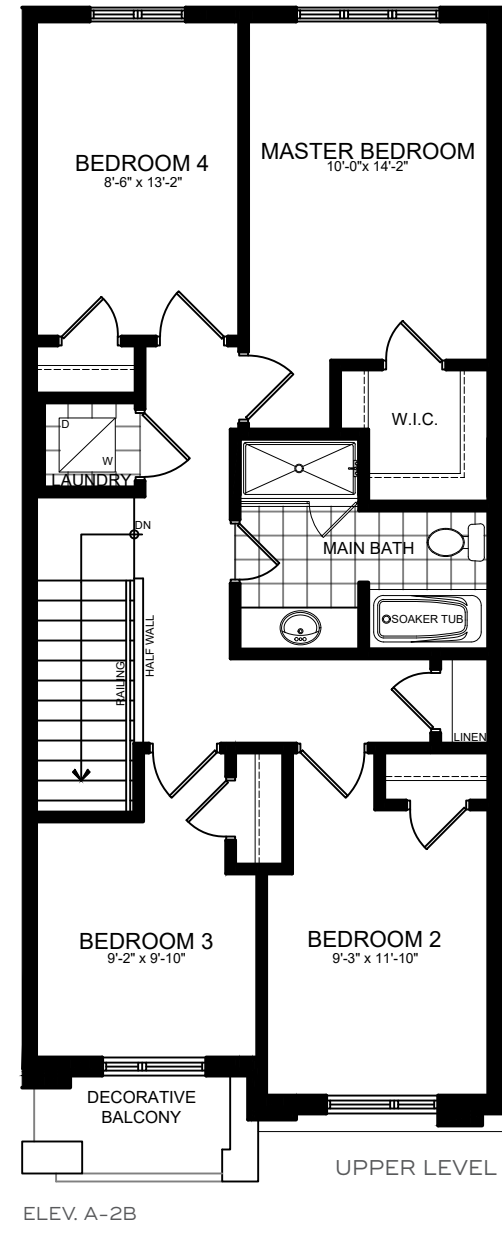 BEDROOM 4
8'-6" x 13'-2"
MASTER BEDROOM
10'-0"x 14'-2"
W.I.C.
D
W
LAUNDRY
DN
MAIN BATH
SOAKER TUB
RAILING
HALF WALL
LINEN
BEDROOM 3
9'-2" x 9'-10"
BEDROOM 2
9'-3" x 11'-10"
DECORATIVE
BALCONY
UPPER LEVEL
ELEV. A-2B